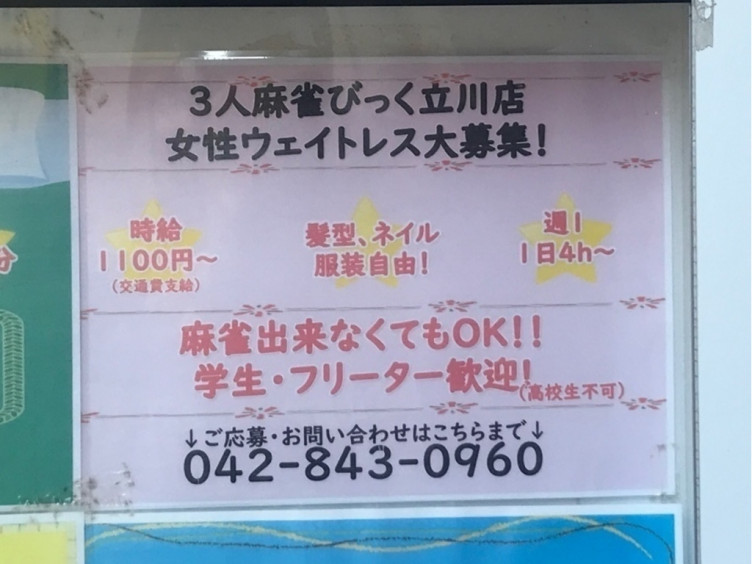 3人麻雀びっく立川店
女性ウェイトレス大募集!
時給
1100円～
(交通費支給)
髪型、ネイル
服装自由!
週1
1日4h～
麻雀出来なくてもOK!!
学生・フリーター歓迎!
(高校生不可)
↓ご応募・お問い合わせはこちらまで↓
042-843-0960
分